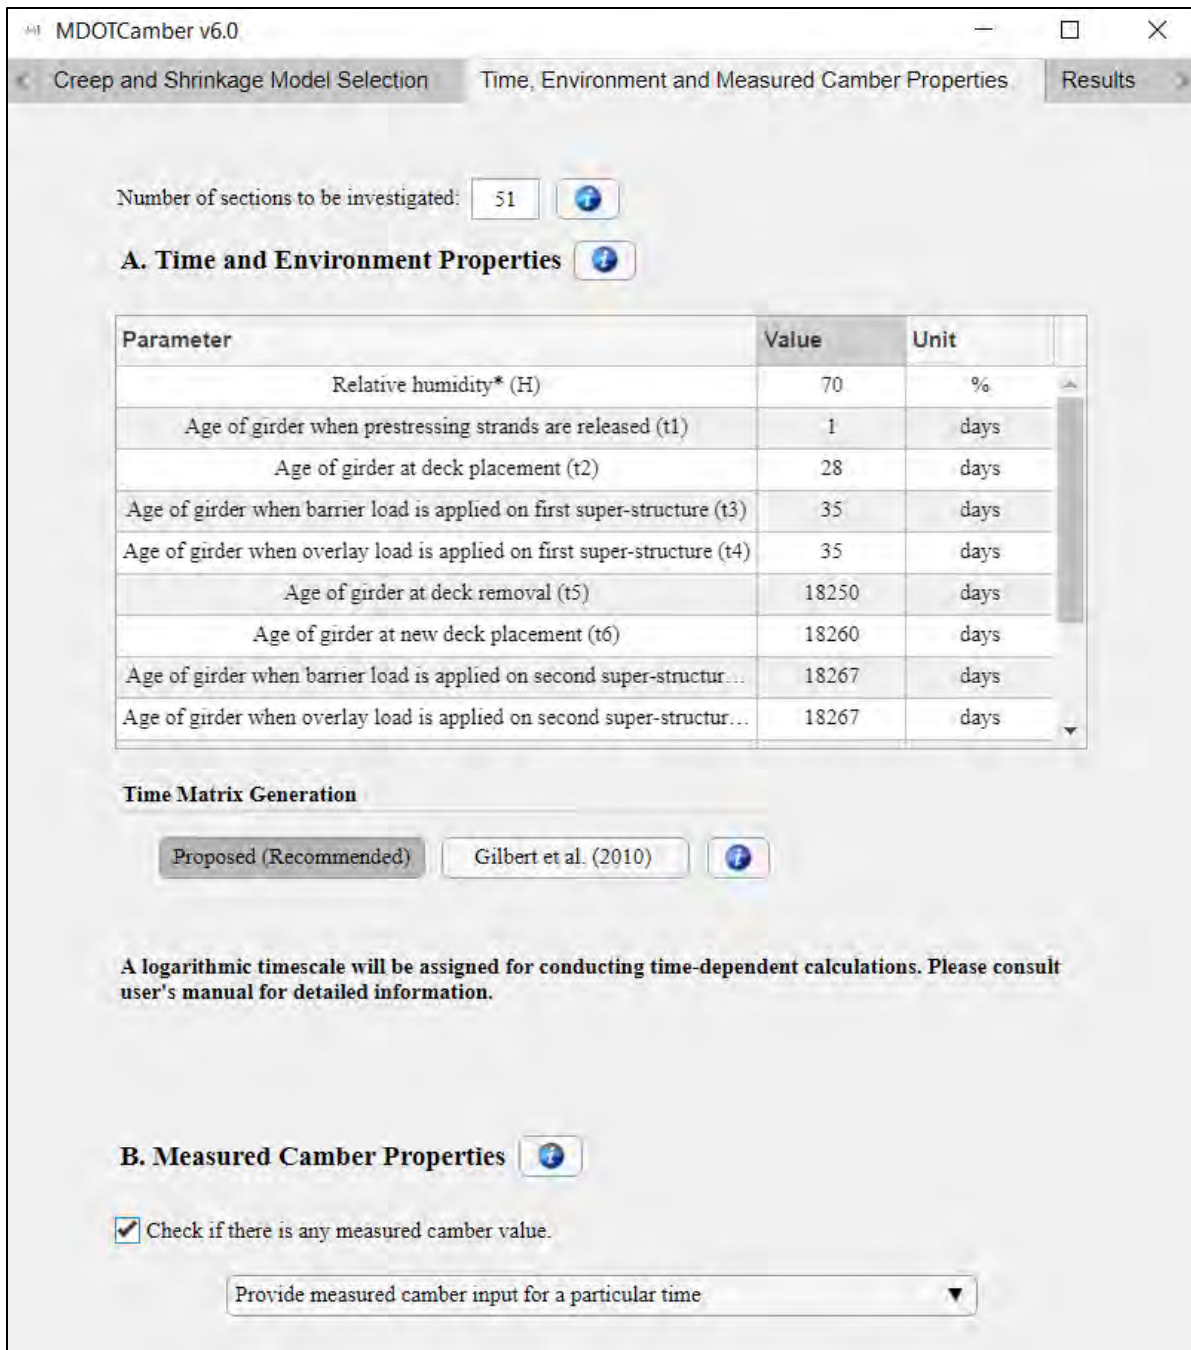 MDOTCamber v6.0
Creep and Shrinkage Model Selection Time, Environment and Measured Camber Properties Results
Number of sections to be investigated: 51
A. Time and Environment Properties
Parameter Value Unit
Relative humidity* (H) 70 %
Age of girder when prestressing strands are released (t1) 1 days
Age of girder at deck placement (t2) 28 days
Age of girder when barrier load is applied on first super-structure (t3) 35 days
Age of girder when overlay load is applied on first super-structure (t4) 35 days
Age of girder at deck removal (t5) 18250 days
Age of girder at new deck placement (t6) 18260 days
Age of girder when barrier load is applied on second super-structur... 18267 days
Age of girder when overlay load is applied on second super-structur... 18267 days
Time Matrix Generation
Proposed (Recommended) Gilbert et al. (2010)
A logarithmic timescale will be assigned for conducting time-dependent calculations. Please consult
user's manual for detailed information.
B. Measured Camber Properties
Check if there is any measured camber value.
Provide measured camber input for a particular time